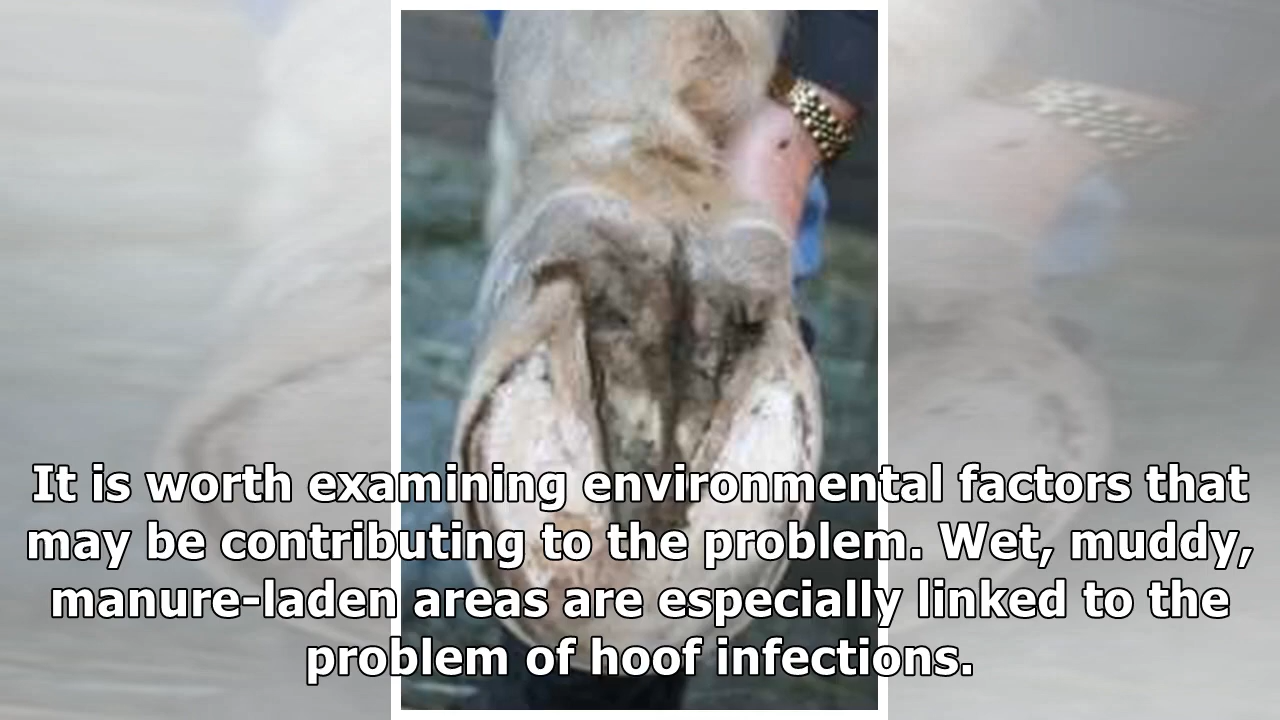 It is worth examining environmental factors that
may be contributing to the problem. Wet, muddy,
manure-laden areas are especially linked to the
problem of hoof infections.